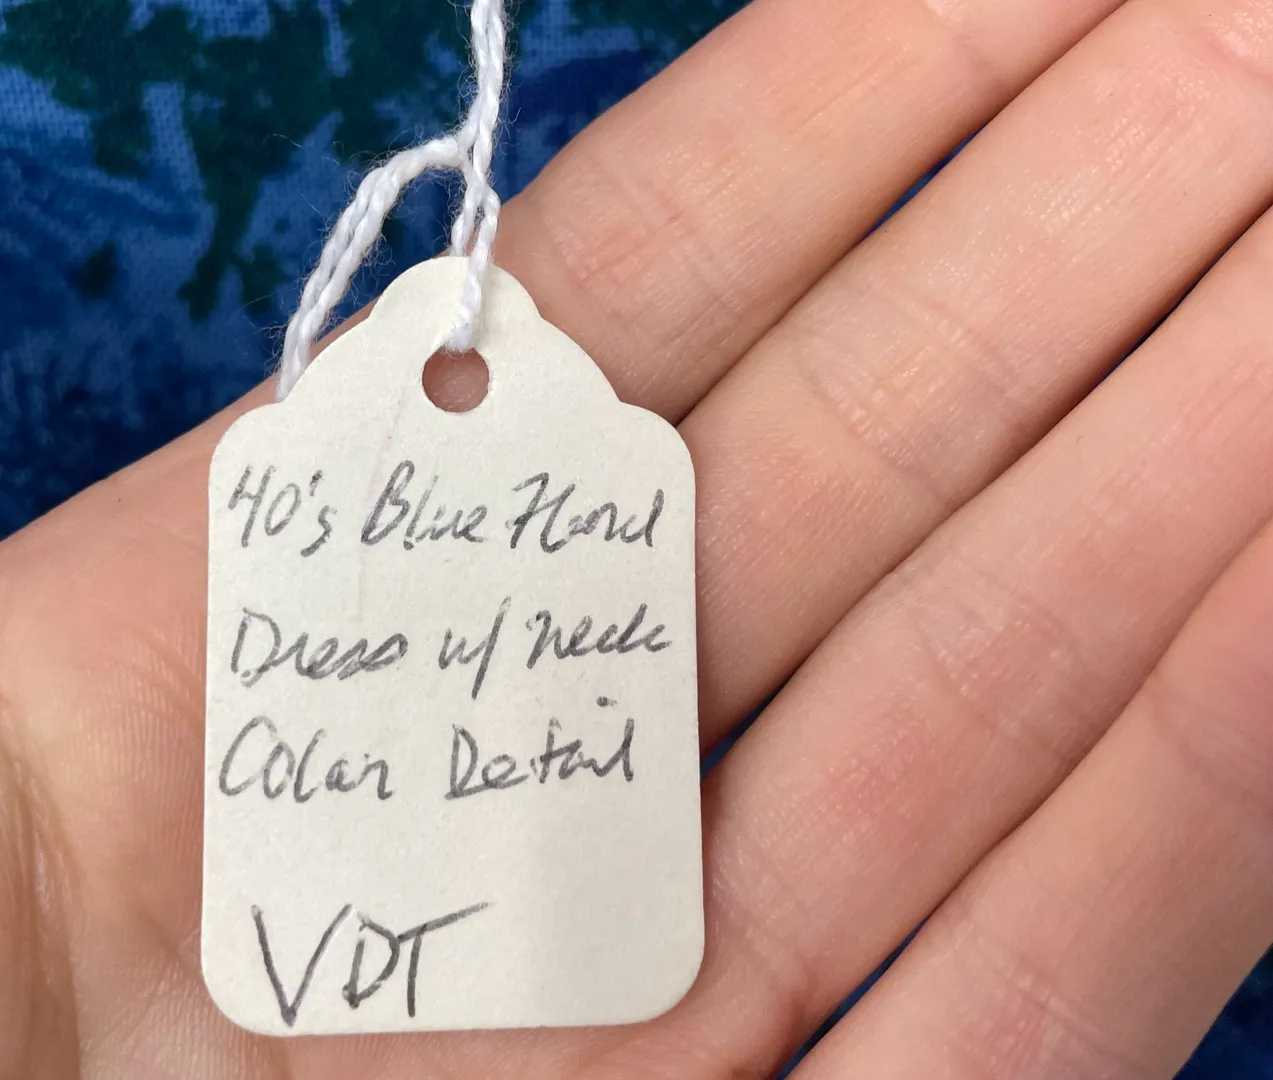 40's Blue Floral
Dress w/ neck
Colar Detail
VDT